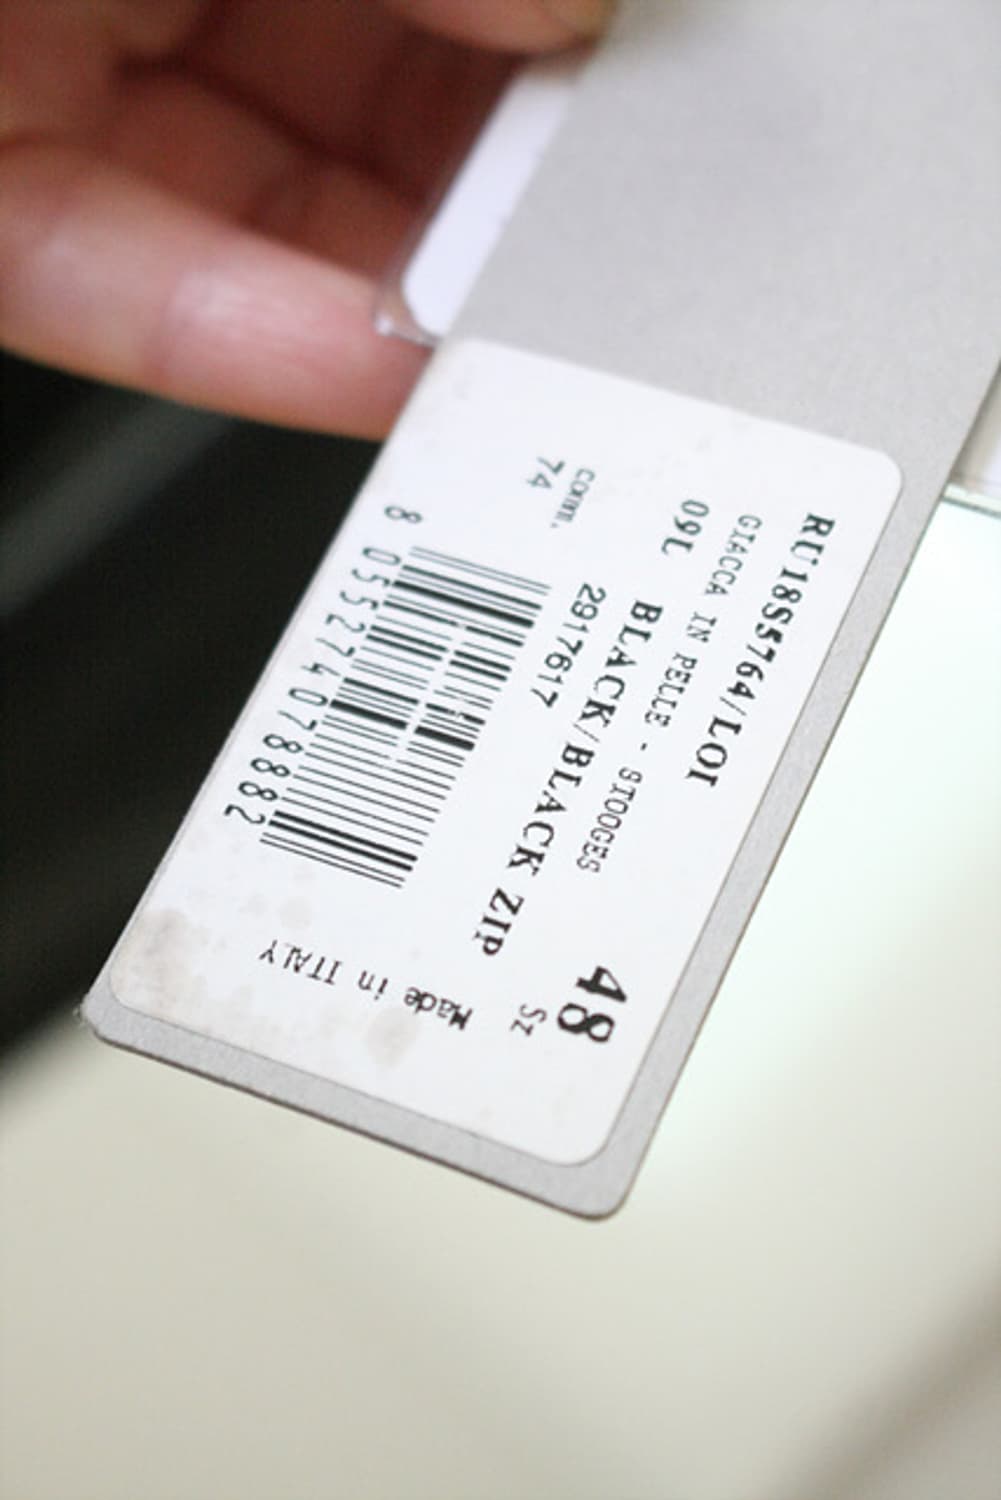 RU18S5764/LOI
GIACCA IN PELLE - STOOGES
09L BLACK/BLACK ZIP
48
Sz
COMM.
74
2917617
8 055274 078882
Made in ITALY